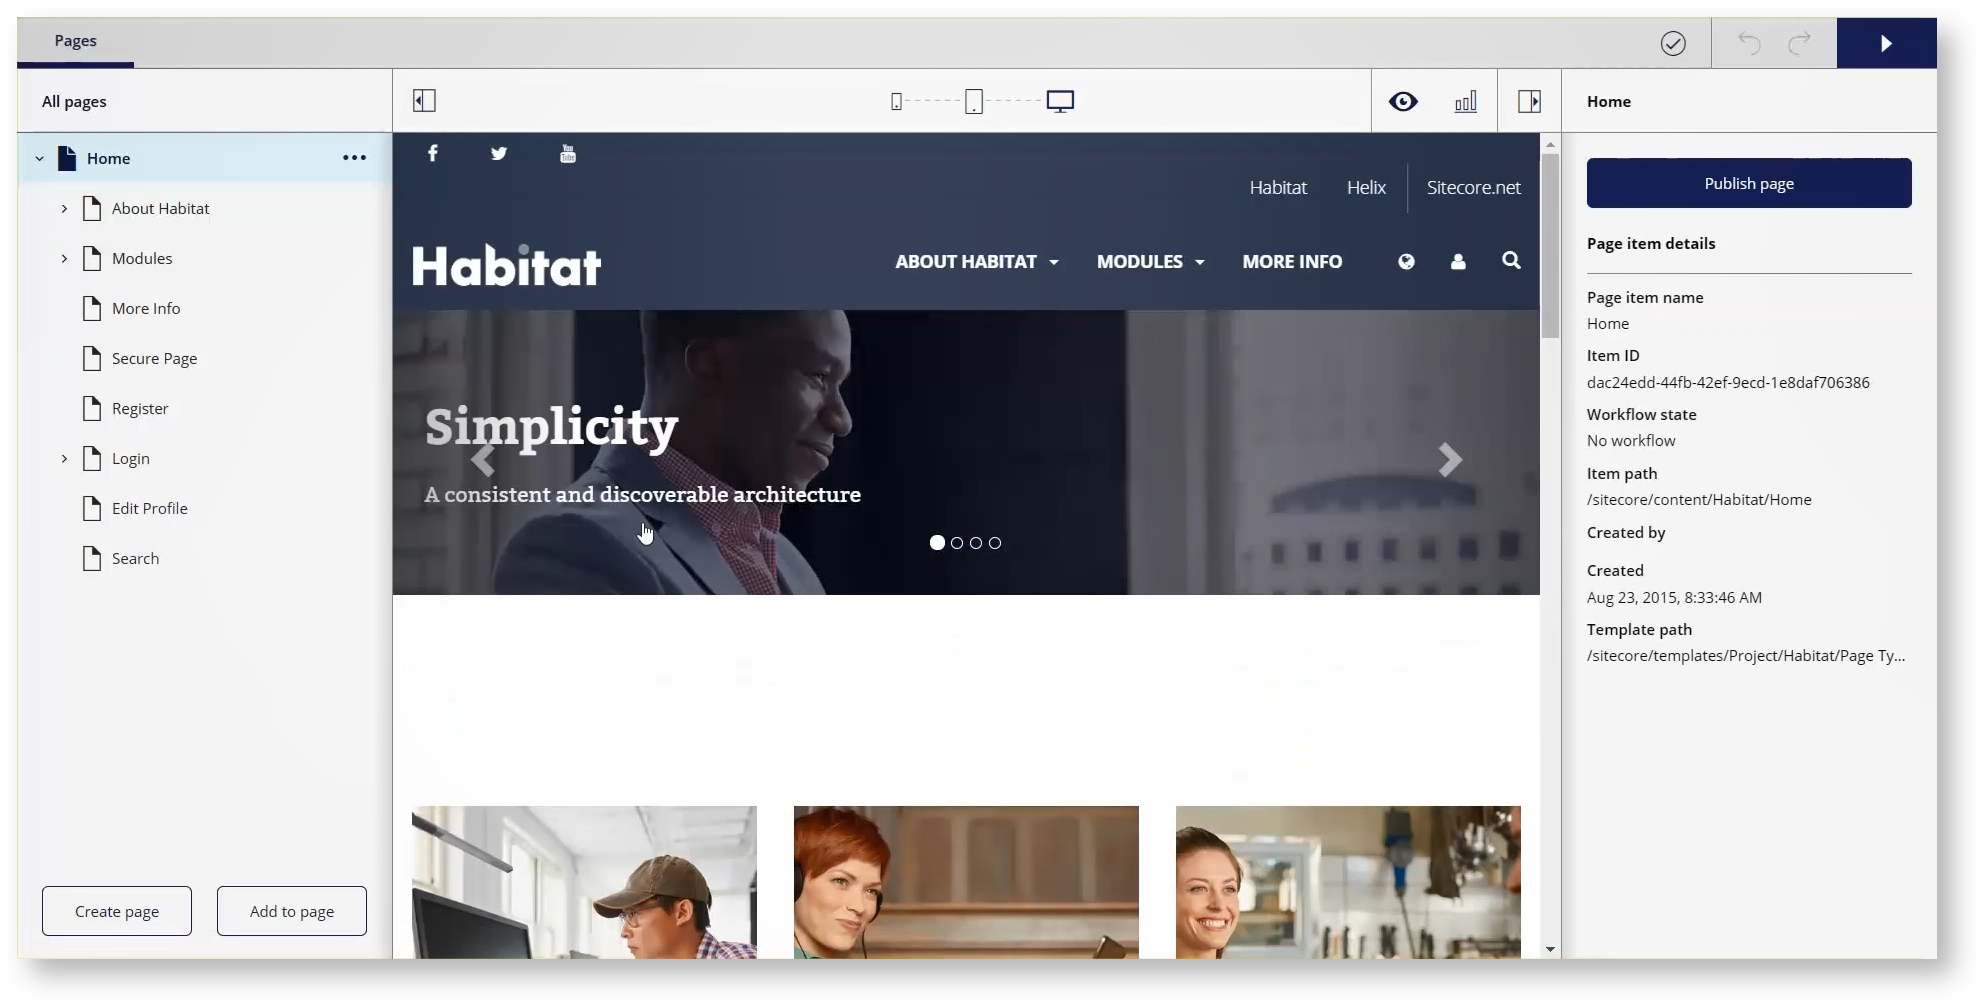 Pages
All pages
Home
Home
•••
About Habitat
Modules
More Info
Secure Page
Register
Login
Edit Profile
Search
Create page
Add to page
f
You
Tube
Habitat
Helix
Sitecore.net
Habitat
ABOUT HABITAT
MODULES
MORE INFO
Simplicity
A consistent and discoverable architecture
Publish page
Page item details
Page item name
Home
Item ID
dac24edd-44fb-42ef-9ecd-1e8daf706386
Workflow state
No workflow
Item path
/sitecore/content/Habitat/Home
Created by
Created
Aug 23, 2015, 8:33:46 AM
Template path
/sitecore/templates/Project/Habitat/Page Ty...